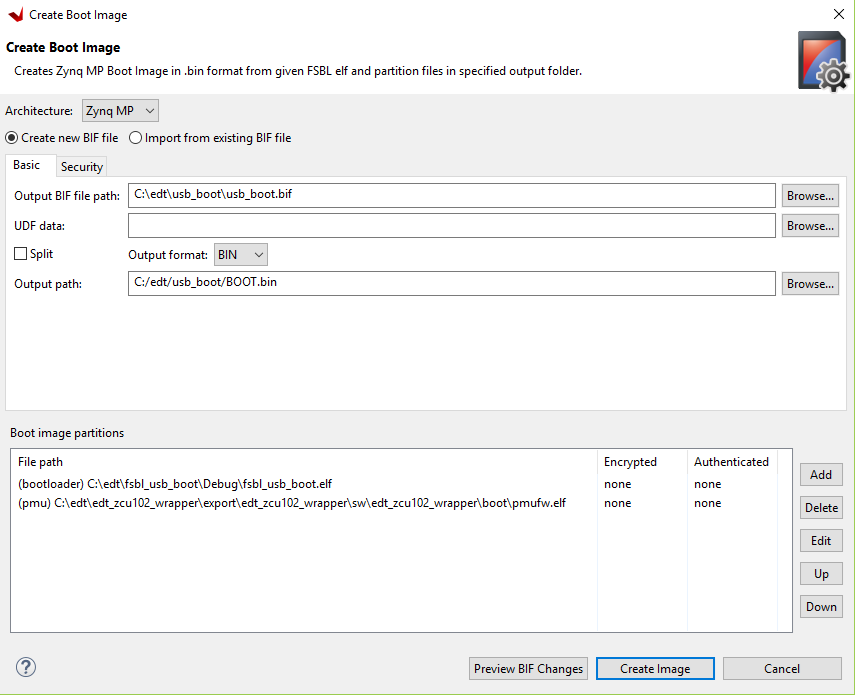 Create Boot Image
Create Boot Image
Creates Zynq MP Boot Image in .bin format from given FSBL elf and partition files in specified output folder.
Architecture: Zynq MP
Create new BIF file Import from existing BIF file
Basic Security
Output BIF file path: C:\edt\usb_boot\usb_boot.bif Browse...
UDF data: Browse...
Split Output format: BIN
Output path: C:/edt/usb_boot/BOOT.bin Browse...
Boot image partitions
File path Encrypted Authenticated
(bootloader) C:\edt\fsbl_usb_boot\Debug\fsbl_usb_boot.elf none none
(pmu) C:\edt\edt_zcu102_wrapper\export\edt_zcu102_wrapper\sw\edt_zcu102_wrapper\boot\pmufw.elf none none
Add
Delete
Edit
Up
Down
? Preview BIF Changes Create Image Cancel